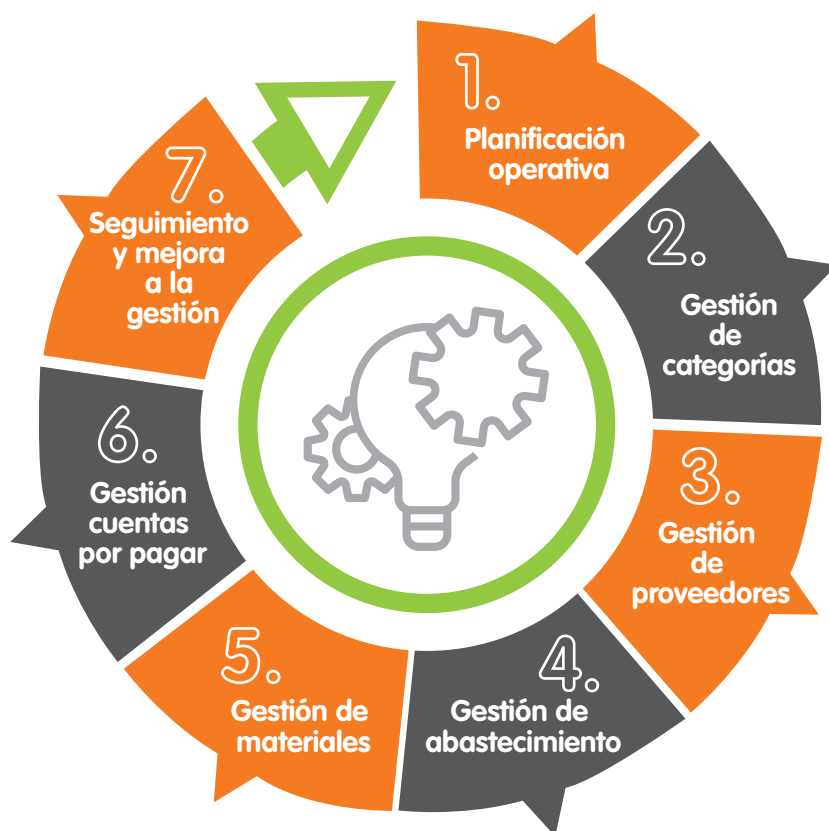 1.
Planificación
operativa
2.
Gestión
de
categorías
3.
Gestión
de
proveedores
4.
Gestión de
abastecimiento
5.
Gestión de
materiales
6.
Gestión
cuentas
por pagar
7.
Seguimiento
y mejora
a la
gestión